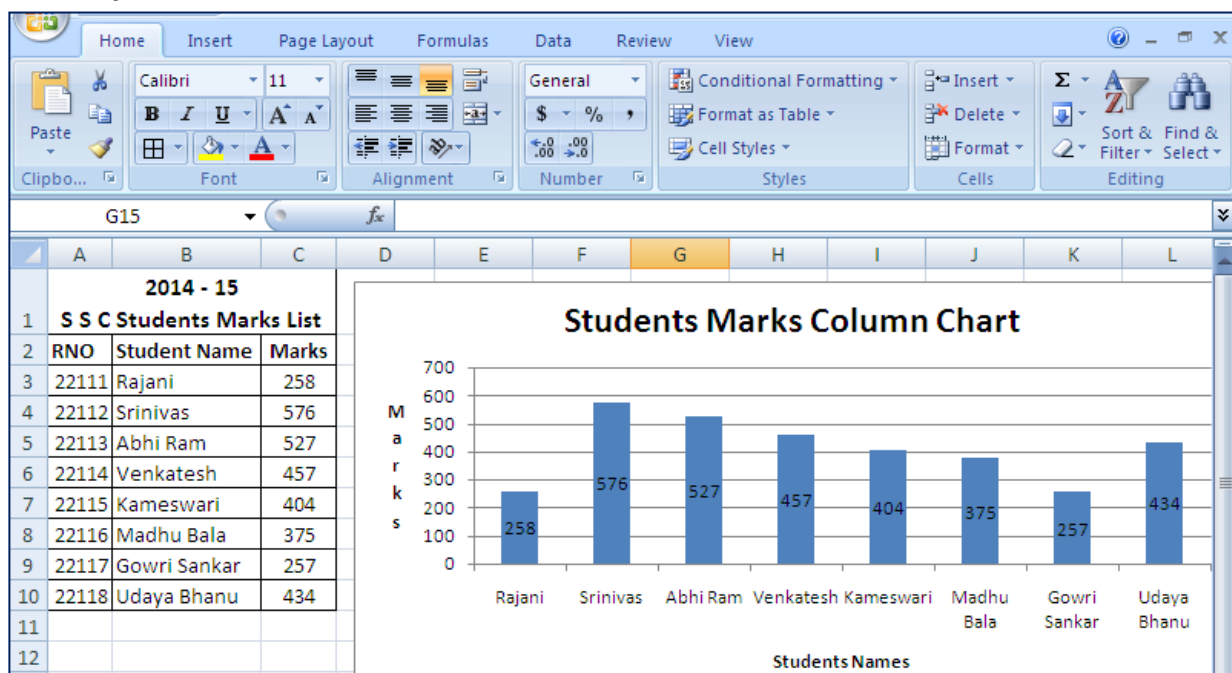 Home Insert Page Layout Formulas Data Review View
Calibri 11 General Conditional Formatting Insert Σ
Paste B I U A A $ % , Format as Table Delete Sort & Filter Find & Select
A .00 .0 Cell Styles Format
Clipbo... Font Alignment Number Styles Cells Editing
G15 fx
A B C D E F G H I J K L
1 2014 - 15
S S C Students Marks List
2 RNO Student Name Marks
3 22111 Rajani 258
4 22112 Srinivas 576
5 22113 Abhi Ram 527
6 22114 Venkatesh 457
7 22115 Kameswari 404
8 22116 Madhu Bala 375
9 22117 Gowri Sankar 257
10 22118 Udaya Bhanu 434
11
12
Students Marks Column Chart
Marks
700
600
500
400
300
200
100
0
258 576 527 457 404 375 257 434
Rajani Srinivas Abhi Ram Venkatesh Kameswari Madhu Bala Gowri Sankar Udaya Bhanu
Students Names